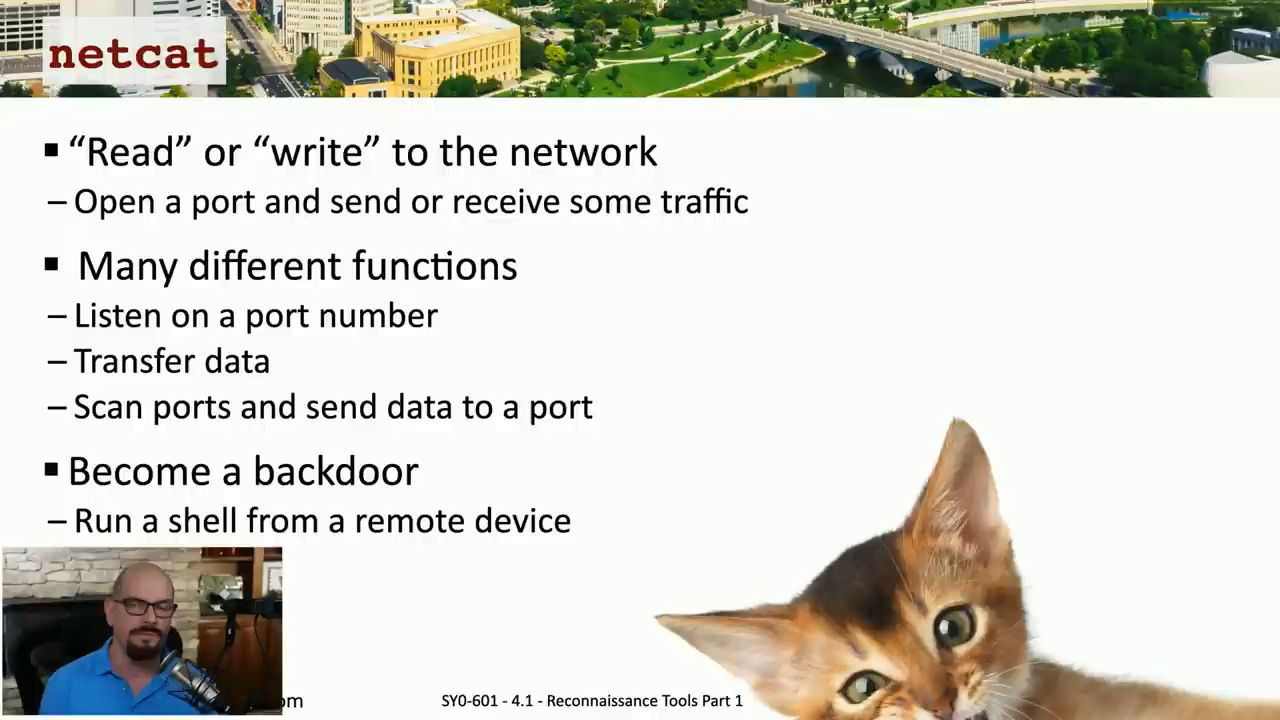 netcat
▪ “Read” or “write” to the network
– Open a port and send or receive some traffic
▪ Many different functions
– Listen on a port number
– Transfer data
– Scan ports and send data to a port
▪ Become a backdoor
– Run a shell from a remote device
SY0-601 - 4.1 - Reconnaissance Tools Part 1